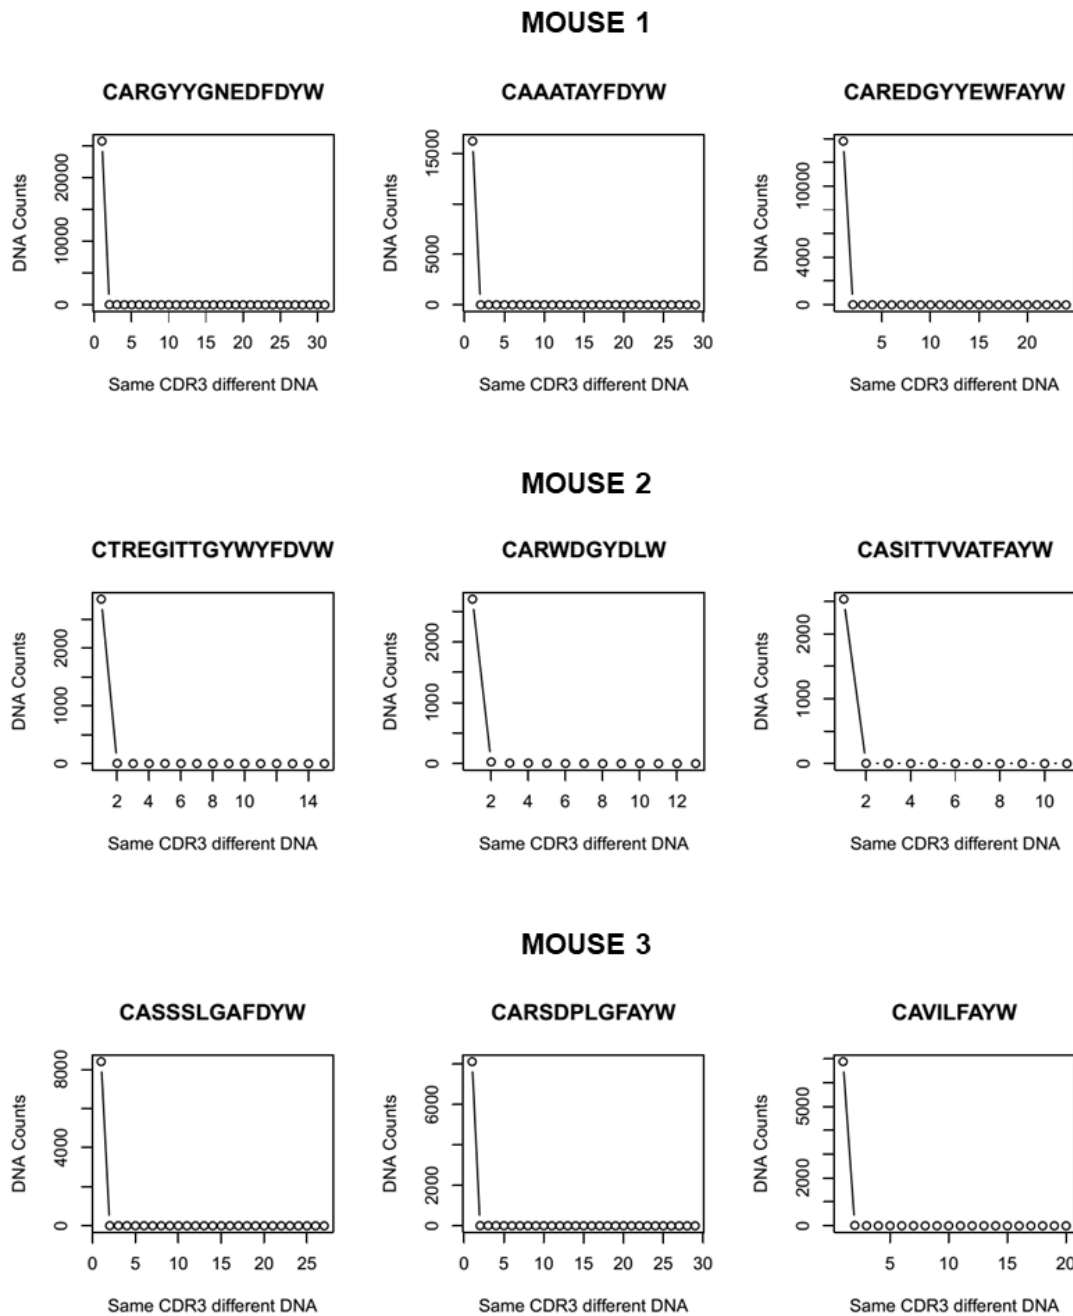 MOUSE 1
CARGYYGNEDFDYW CAAATAYFDYW CAREDGYYEWFAYW
DNA Counts DNA Counts DNA Counts
20000 15000 10000
10000 5000 4000
0 0 0
0 5 10 15 20 25 30 0 5 10 15 20 25 30 5 10 15 20
Same CDR3 different DNA Same CDR3 different DNA Same CDR3 different DNA
MOUSE 2
CTREGITTGYWYFDVW CARWDGYDLW CASITTVVATFAYW
DNA Counts DNA Counts DNA Counts
2000 2000 2000
1000 1000 1000
0 0 0
2 4 6 8 10 14 2 4 6 8 10 12 2 4 6 8 10
Same CDR3 different DNA Same CDR3 different DNA Same CDR3 different DNA
MOUSE 3
CASSSLGAFDYW CARSDPLGFAYW CAVILFAYW
DNA Counts DNA Counts DNA Counts
8000 6000 5000
4000 2000 2000
0 0 0
0 5 10 15 20 25 0 5 10 15 20 25 30 5 10 15 20
Same CDR3 different DNA Same CDR3 different DNA Same CDR3 different DNA